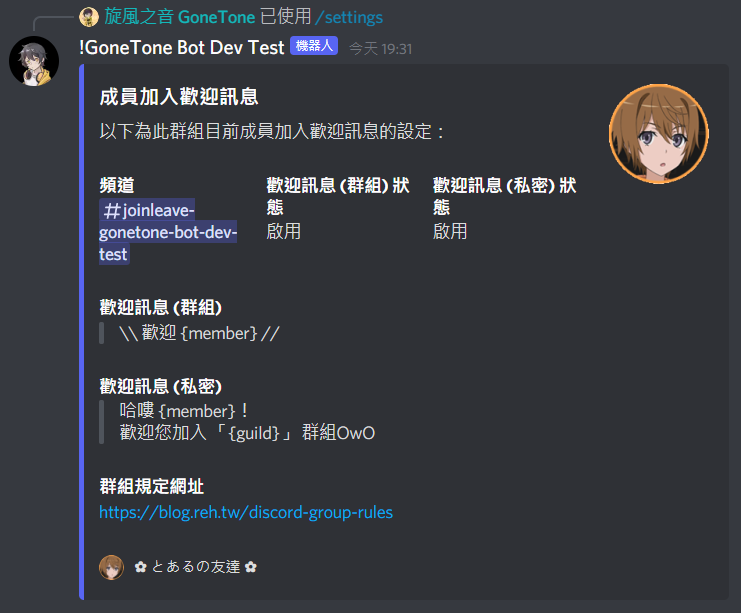 旋風之音 GoneTone 已使用 /settings
!GoneTone Bot Dev Test 機器人 今天 19:31
成員加入歡迎訊息
以下為此群組目前成員加入歡迎訊息的設定：
頻道
#joinleave-
gonetone-bot-dev-
test
歡迎訊息 (群組) 狀
態
啟用
歡迎訊息 (私密) 狀
態
啟用
歡迎訊息 (群組)
\\ 歡迎 {member} //
歡迎訊息 (私密)
哈嘍 {member}！
歡迎您加入「 {guild} 」群組OwO
群組規定網址
https://blog.reh.tw/discord-group-rules
✿ とあるの友達 ✿